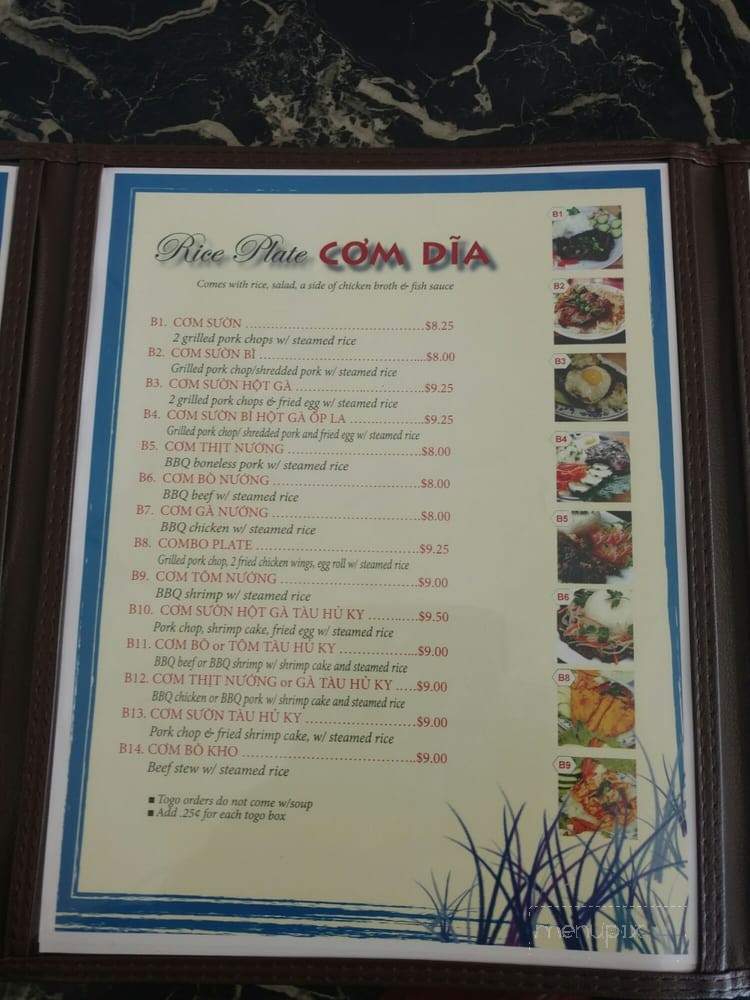 Rice Plate CƠM DĨA
Comes with rice, salad, a side of chicken broth & fish sauce
B1. CƠM SƯỜN ........................................$8.25
2 grilled pork chops w/ steamed rice
B2. CƠM SƯỜN BÌ ........................................$8.00
Grilled pork chop/shredded pork w/ steamed rice
B3. CƠM SƯỜN HỘT GÀ ..............................$9.25
2 grilled pork chops & fried egg w/ steamed rice
B4. CƠM SƯỜN BÌ HỘT GÀ ỐP LA ..................$9.25
Grilled pork chop/ shredded pork and fried egg w/ steamed rice
B5. CƠM THỊT NƯỚNG ................................$8.00
BBQ boneless pork w/ steamed rice
B6. CƠM BÒ NƯỚNG ....................................$8.00
BBQ beef w/ steamed rice
B7. CƠM GÀ NƯỚNG ....................................$8.00
BBQ chicken w/ steamed rice
B8. COMBO PLATE ......................................$9.25
Grilled pork chop, 2 fried chicken wings, egg roll w/ steamed rice
B9. CƠM TÔM NƯỚNG ..................................$9.00
BBQ shrimp w/ steamed rice
B10. CƠM SƯỜN HỘT GÀ TÀU HỦ KY ............$9.50
Pork chop, shrimp cake, fried egg w/ steamed rice
B11. CƠM BÒ or TÔM TÀU HỦ KY ..................$9.00
BBQ beef or BBQ shrimp w/ shrimp cake and steamed rice
B12. CƠM THỊT NƯỚNG or GÀ TÀU HỦ KY .....$9.00
BBQ chicken or BBQ pork w/ shrimp cake and steamed rice
B13. CƠM SƯỜN TÀU HỦ KY ........................$9.00
Pork chop & fried shrimp cake, w/ steamed rice
B14. CƠM BÒ KHO ........................................$9.00
Beef stew w/ steamed rice
■ Togo orders do not come w/soup
■ Add .25¢ for each togo box
B1
B2
B3
B4
B5
B6
B8
B9
menupix